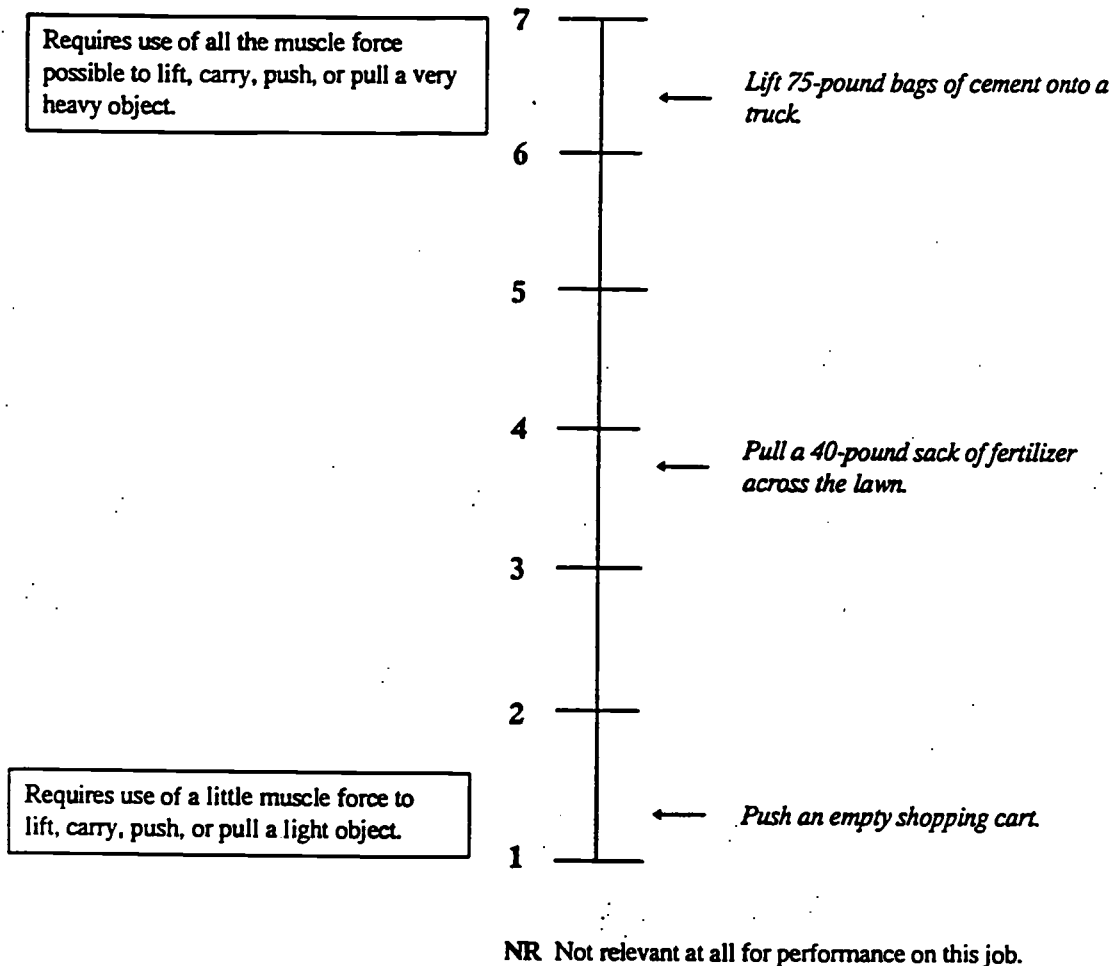 7
Requires use of all the muscle force
possible to lift, carry, push, or pull a very
heavy object.
Lift 75-pound bags of cement onto a
truck.
6
5
4
Pull a 40-pound sack of fertilizer
across the lawn.
3
2
Requires use of a little muscle force to
lift, carry, push, or pull a light object.
Push an empty shopping cart.
1
NR Not relevant at all for performance on this job.